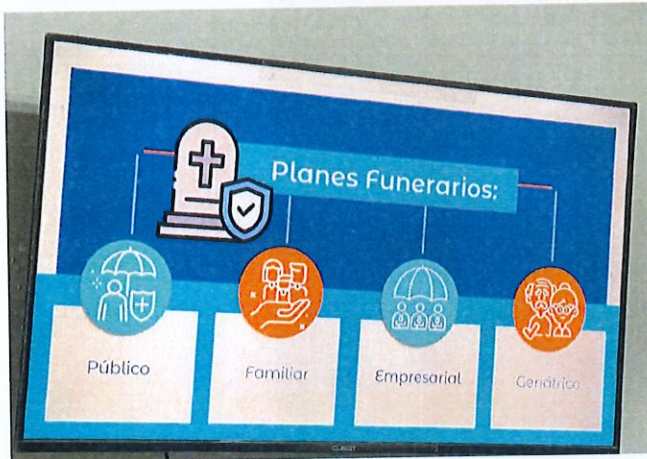 Planes Funerarios:
Público
Familiar
Empresarial
Geriátrico